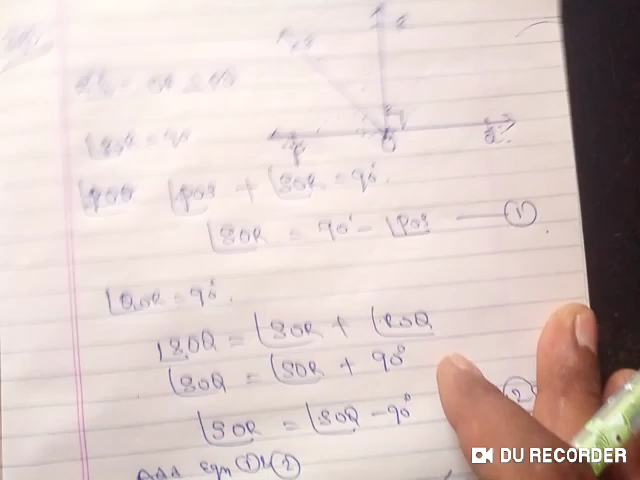 S
R
P
O
Q
∠ROQ = 90
∠POS + ∠SOR = 90°.
∠SOR = 90° - ∠POS — ①
∠QOR = 90°.
∠SOQ = ∠SOR + ∠ROQ
∠SOQ = ∠SOR + 90°
∠SOR = ∠SOQ - 90° ②
Add eqn ① & ②
DU RECORDER